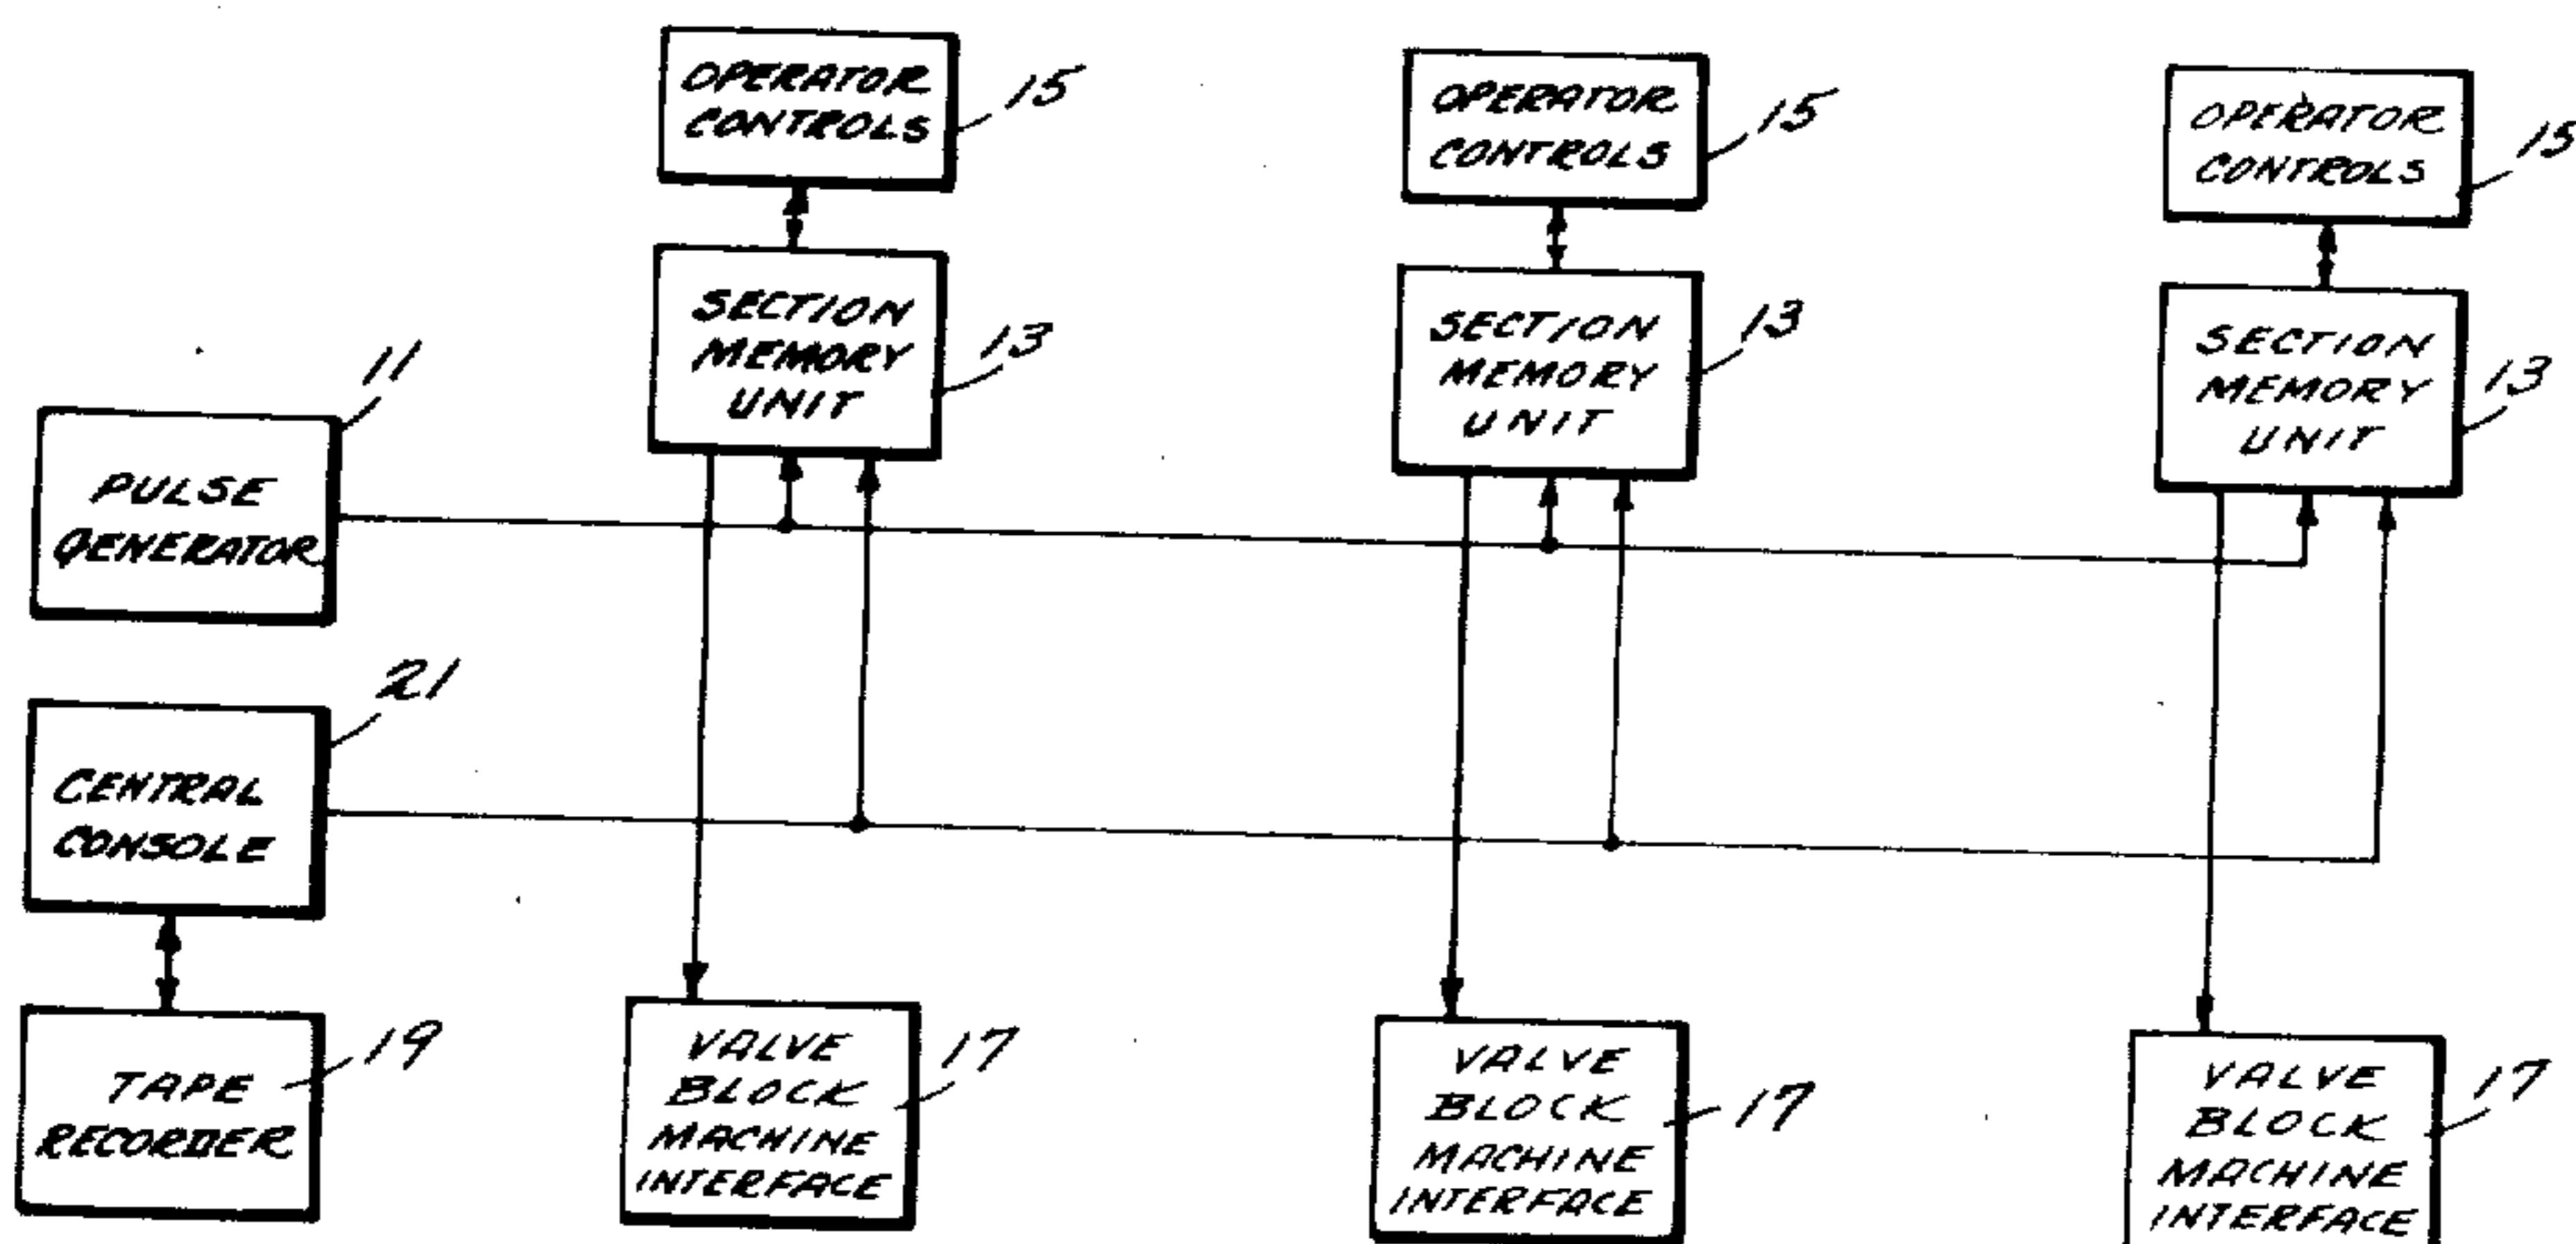 OPERATOR
CONTROLS
15
OPERATOR
CONTROLS
15
OPERATOR
CONTROLS
15
SECTION
MEMORY
UNIT
13
SECTION
MEMORY
UNIT
13
SECTION
MEMORY
UNIT
13
11
PULSE
GENERATOR
21
CENTRAL
CONSOLE
19
TAPE
RECORDER
VALVE
BLOCK
MACHINE
INTERFACE
17
VALVE
BLOCK
MACHINE
INTERFACE
17
VALVE
BLOCK
MACHINE
INTERFACE
17